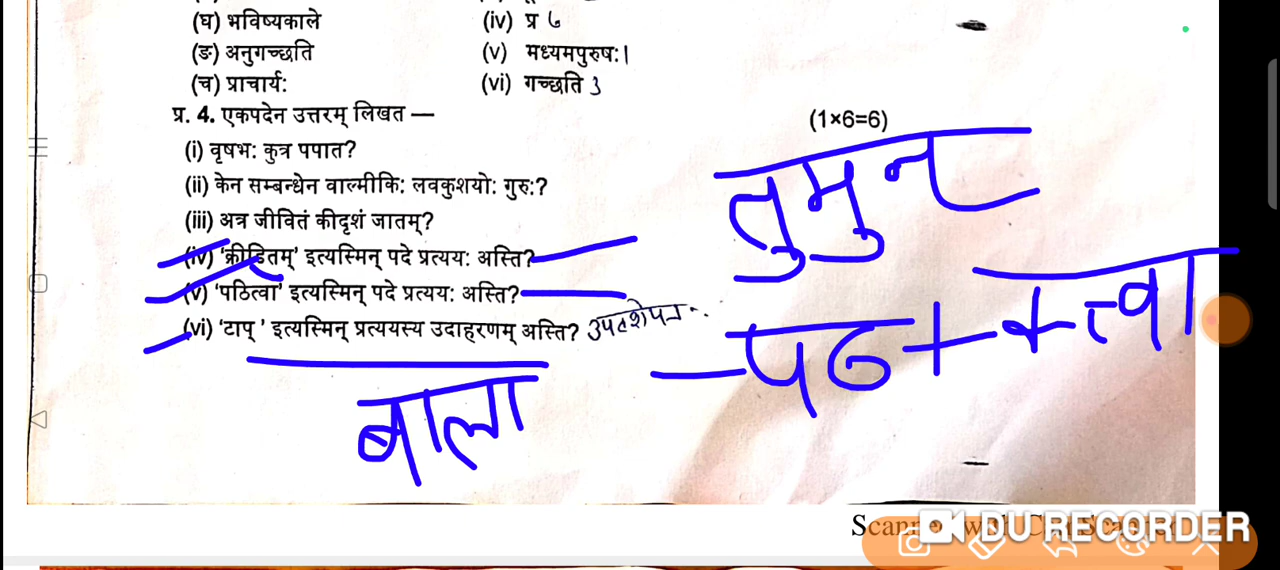 (घ) भविष्यकाले (iv) प्र 6
(ङ) अनुगच्छति (v) मध्यमपुरुष:।
(च) प्राचार्य: (vi) गच्छति 3
प्र. 4. एकपदेन उत्तरम् लिखत — (1×6=6)
(i) वृषभ: कुत्र पपात?
(ii) केन सम्बन्धेन वाल्मीकि: लवकुशयो: गुरु:?
(iii) अत्र जीवितं कीदृशं जातम्?
तुमुन
(iv) 'क्रीडितम्' इत्यस्मिन् पदे प्रत्यय: अस्ति?
(v) 'पठित्वा' इत्यस्मिन् पदे प्रत्यय: अस्ति?
(vi) 'टाप्' इत्यस्मिन् प्रत्ययस्य उदाहरणम् अस्ति?
पठ + क्त्वा
बाला
DU RECORDER